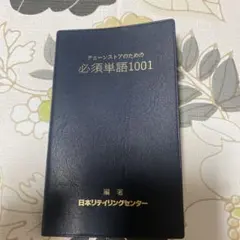 チェーンストアのための
必須単語1001
編著
日本リテイリングセンター